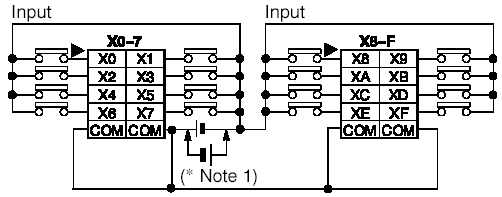 Input Input
X0-7 X8-F
X0 X1 X8 X9
X2 X3 XA XB
X4 X5 XC XD
X6 X7 XE XF
COM COM COM COM
(* Note 1)